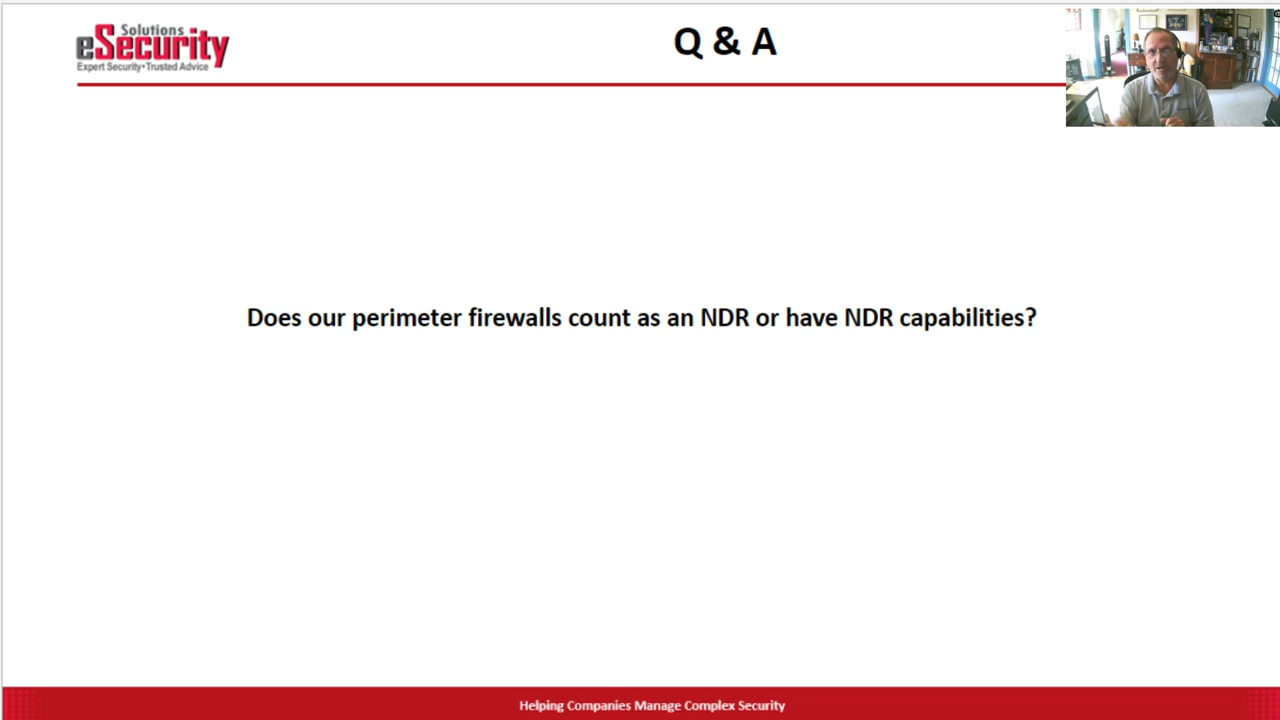 Solutions
eSecurity
Expert Security•Trusted Advice
Q & A
Does our perimeter firewalls count as an NDR or have NDR capabilities?
Helping Companies Manage Complex Security